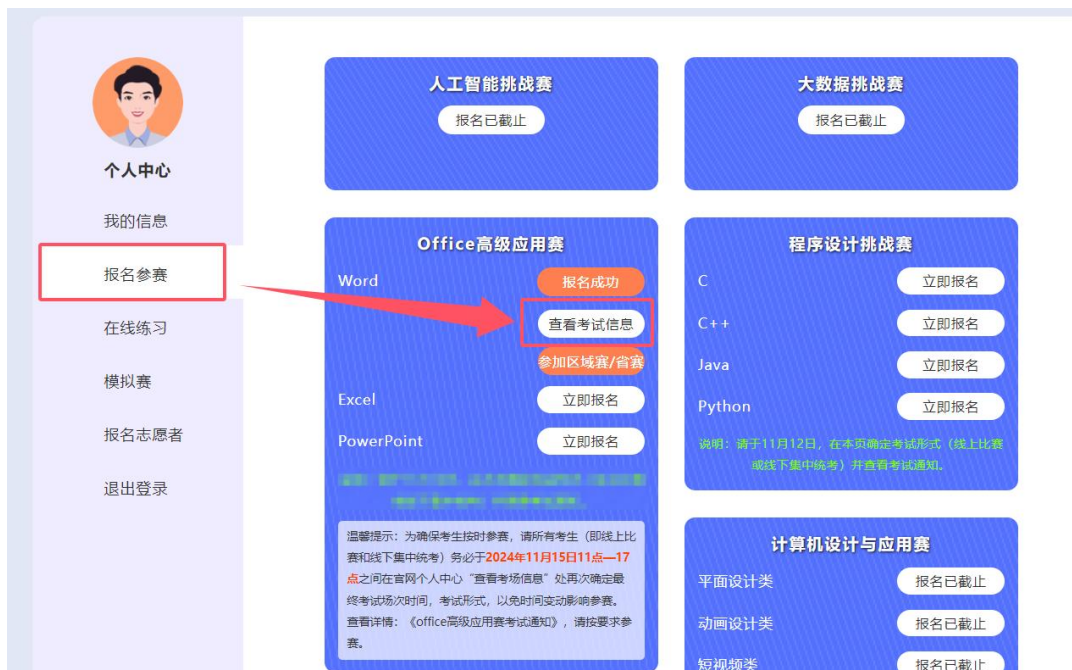 个人中心
我的信息
报名参赛
在线练习
模拟赛
报名志愿者
退出登录
人工智能挑战赛
报名已截止
大数据挑战赛
报名已截止
Office高级应用赛
Word 报名成功
查看考试信息
参加区域赛/省赛
Excel 立即报名
PowerPoint 立即报名
温馨提示：为确保考生按时参赛，请所有考生（即线上比
赛和线下集中统考）务必于2024年11月15日11点—17
点之间在官网个人中心“查看考场信息”处再次确定最
终考试场次时间，考试形式，以免时间变动影响参赛。
查看详情：《office高级应用赛考试通知》，请按要求参
赛。
程序设计挑战赛
C 立即报名
C++ 立即报名
Java 立即报名
Python 立即报名
说明：请于11月12日，在本页确定考试形式（线上比赛
或线下集中统考）并查看考试通知。
计算机设计与应用赛
平面设计类 报名已截止
动画设计类 报名已截止
短视频类 报名已截止